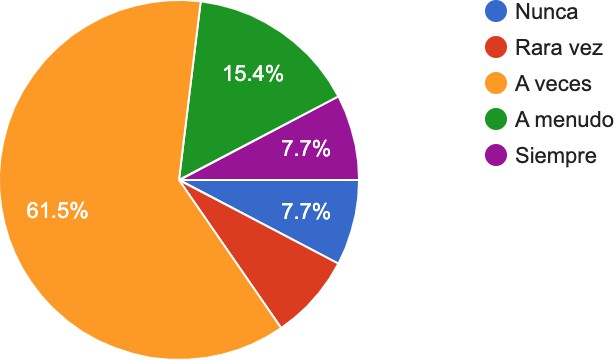 Nunca
Rara vez
A veces
A menudo
Siempre
15.4%
7.7%
7.7%
61.5%